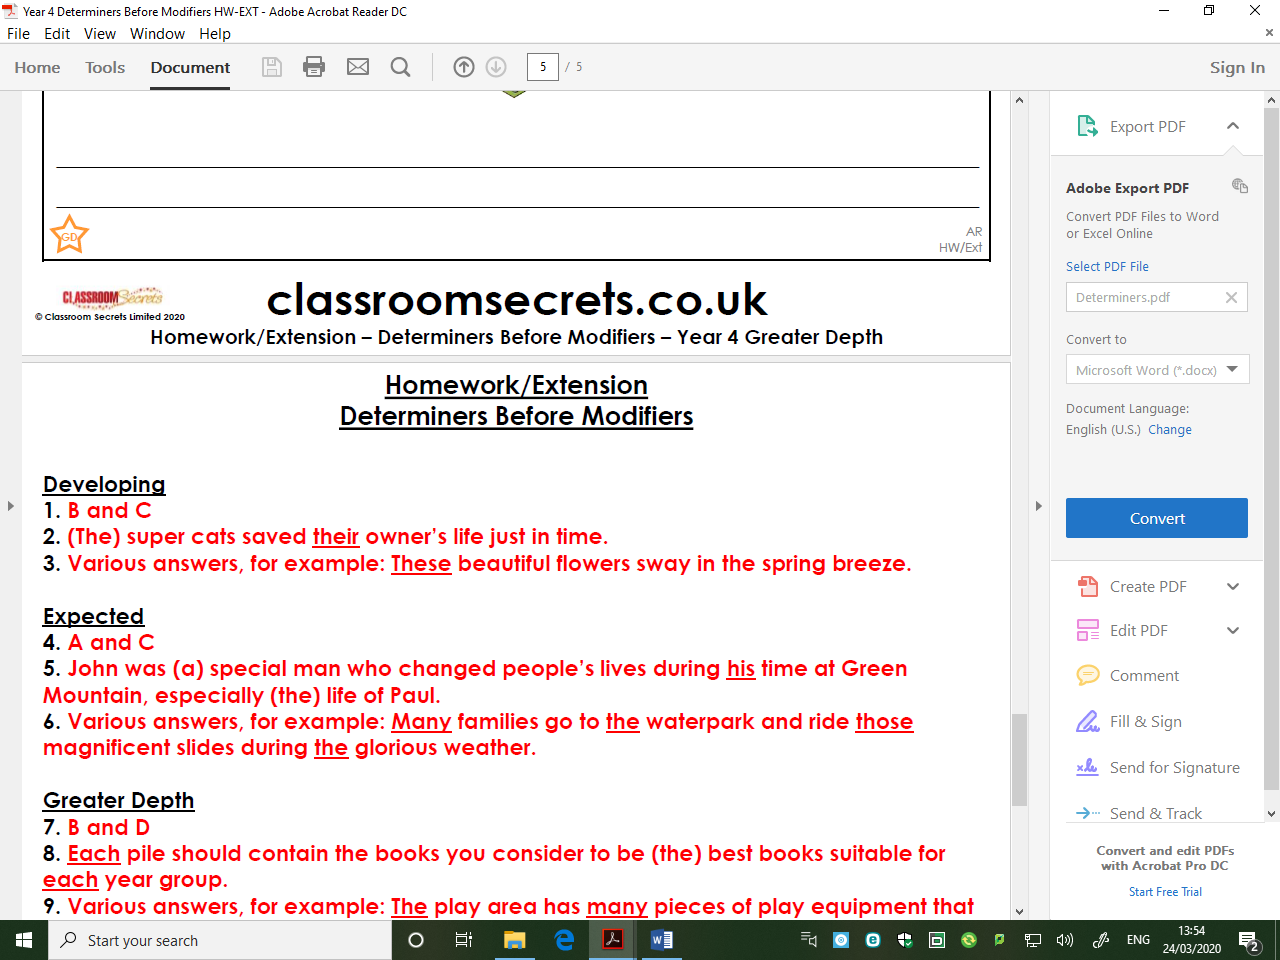 Year 4 Determiners Before Modifiers HW-EXT - Adobe Acrobat Reader DC
File Edit View Window Help
Home Tools Document 5 / 5 Sign In
GD
AR
HW/Ext
CLASSROOM Secrets
© Classroom Secrets Limited 2020
classroomsecrets.co.uk
Homework/Extension – Determiners Before Modifiers – Year 4 Greater Depth
Homework/Extension
Determiners Before Modifiers
Developing
1. B and C
2. (The) super cats saved their owner’s life just in time.
3. Various answers, for example: These beautiful flowers sway in the spring breeze.
Expected
4. A and C
5. John was (a) special man who changed people’s lives during his time at Green
Mountain, especially (the) life of Paul.
6. Various answers, for example: Many families go to the waterpark and ride those
magnificent slides during the glorious weather.
Greater Depth
7. B and D
8. Each pile should contain the books you consider to be (the) best books suitable for
each year group.
9. Various answers, for example: The play area has many pieces of play equipment that
Export PDF
Adobe Export PDF
Convert PDF Files to Word
or Excel Online
Select PDF File
Determiners.pdf
Convert to
Microsoft Word (*.docx)
Document Language:
English (U.S.) Change
Convert
Create PDF
Edit PDF
Comment
Fill & Sign
Send for Signature
Send & Track
Convert and edit PDFs
with Acrobat Pro DC
Start Free Trial
Start your search
ENG
13:54
24/03/2020
2